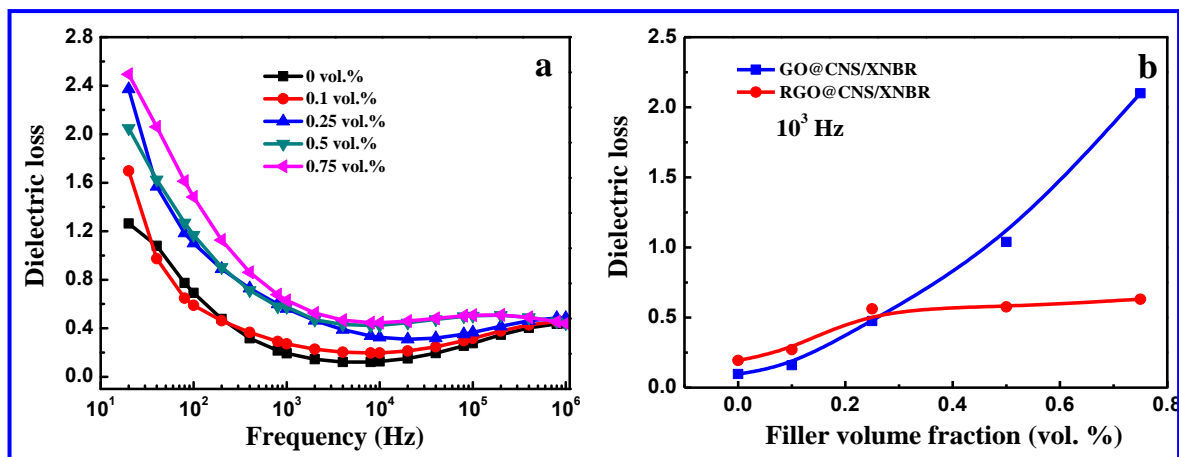 a
2.8
2.4
2.0
1.6
1.2
0.8
0.4
0.0
Dielectric loss
0 vol.%
0.1 vol.%
0.25 vol.%
0.5 vol.%
0.75 vol.%
10¹ 10² 10³ 10⁴ 10⁵ 10⁶
Frequency (Hz)
b
2.5
2.0
1.5
1.0
0.5
0.0
Dielectric loss
GO@CNS/XNBR
RGO@CNS/XNBR
10³ Hz
0.0 0.2 0.4 0.6 0.8
Filler volume fraction (vol. %)